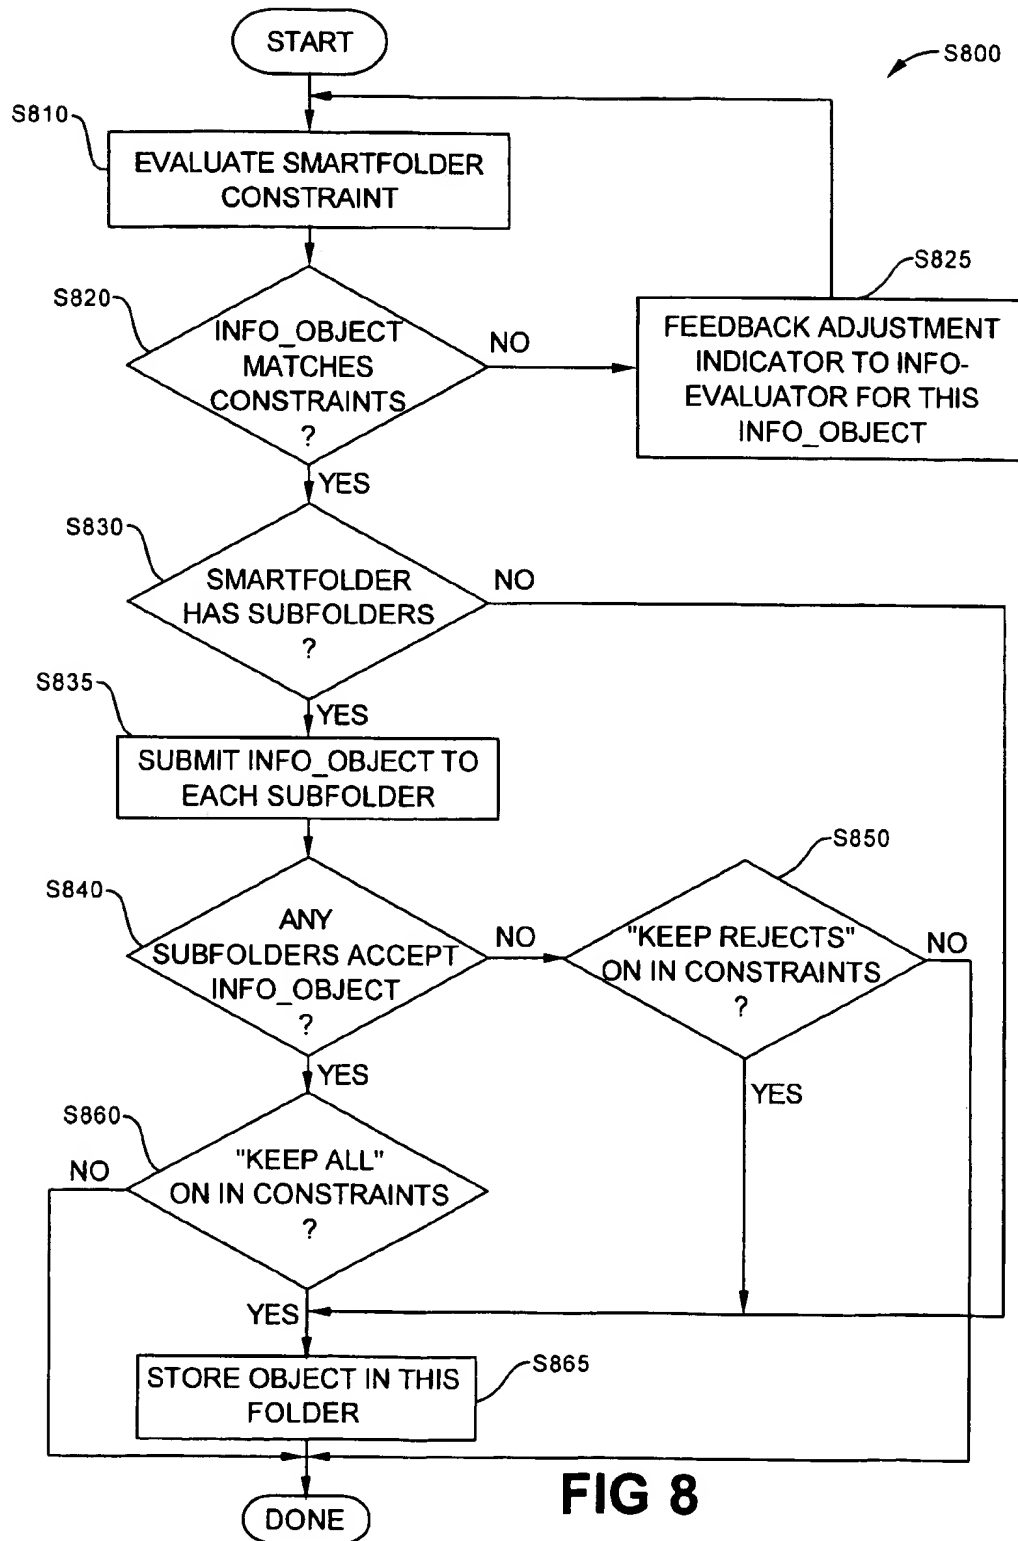 START
S800
S810
EVALUATE SMARTFOLDER
CONSTRAINT
S820
INFO_OBJECT
MATCHES
CONSTRAINTS
?
NO
S825
FEEDBACK ADJUSTMENT
INDICATOR TO INFO-
EVALUATOR FOR THIS
INFO_OBJECT
YES
S830
SMARTFOLDER
HAS SUBFOLDERS
?
NO
YES
S835
SUBMIT INFO_OBJECT TO
EACH SUBFOLDER
S840
ANY
SUBFOLDERS ACCEPT
INFO_OBJECT
?
NO
S850
"KEEP REJECTS"
ON IN CONSTRAINTS
?
NO
YES
YES
S860
"KEEP ALL"
ON IN CONSTRAINTS
?
NO
YES
STORE OBJECT IN THIS
FOLDER
S865
DONE
FIG 8